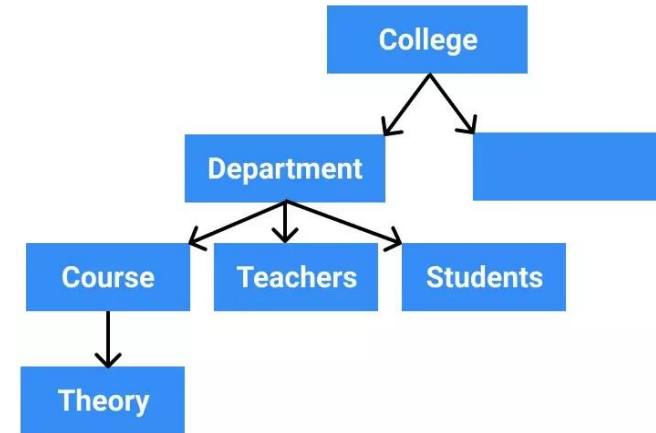 College
Department
Course
Teachers
Students
Theory